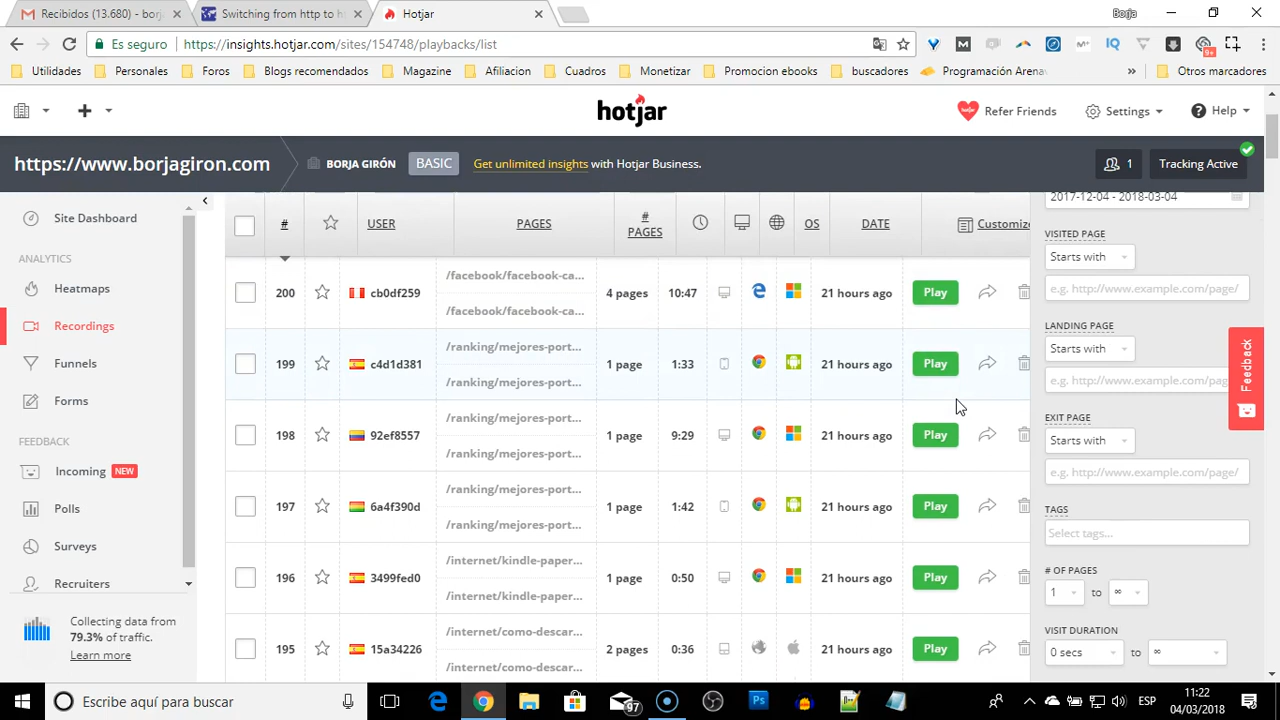 Recibidos (13.680) - borj
Switching from http to h
Hotjar
Borja
Es seguro
https://insights.hotjar.com/sites/154748/playbacks/list
9+
Utilidades
Personales
Foros
Blogs recomendados
Magazine
Afiliacion
Cuadros
Monetizar
Promocion ebooks
buscadores
Programación Arena
»
Otros marcadores
hotjar
Refer Friends
Settings
Help
https://www.borjagiron.com
BORJA GIRÓN
BASIC
Get unlimited insights with Hotjar Business.
1
Tracking Active
Site Dashboard
ANALYTICS
Heatmaps
Recordings
Funnels
Forms
FEEDBACK
Incoming NEW
Polls
Surveys
Recruiters
Collecting data from
79.3% of traffic.
Learn more
# USER PAGES # PAGES OS DATE Customize
/facebook/facebook-ca...
200 cb0df259 4 pages 10:47 21 hours ago Play
/facebook/facebook-ca...
/ranking/mejores-port...
199 c4d1d381 1 page 1:33 21 hours ago Play
/ranking/mejores-port...
/ranking/mejores-port...
198 92ef8557 1 page 9:29 21 hours ago Play
/ranking/mejores-port...
/ranking/mejores-port...
197 6a4f390d 1 page 1:42 21 hours ago Play
/ranking/mejores-port...
/internet/kindle-paper...
196 3499fed0 1 page 0:50 21 hours ago Play
/internet/kindle-paper...
/internet/como-descar...
195 15a34226 2 pages 0:36 21 hours ago Play
/internet/como-descar...
2017-12-04 - 2018-03-04
VISITED PAGE
Starts with
e.g. http://www.example.com/page/
LANDING PAGE
Starts with
e.g. http://www.example.com/page/
EXIT PAGE
Starts with
e.g. http://www.example.com/page/
TAGS
Select tags...
# OF PAGES
1 to ∞
VISIT DURATION
0 secs to ∞
Feedback
Escribe aquí para buscar
97
Ps
ESP
11:22
04/03/2018